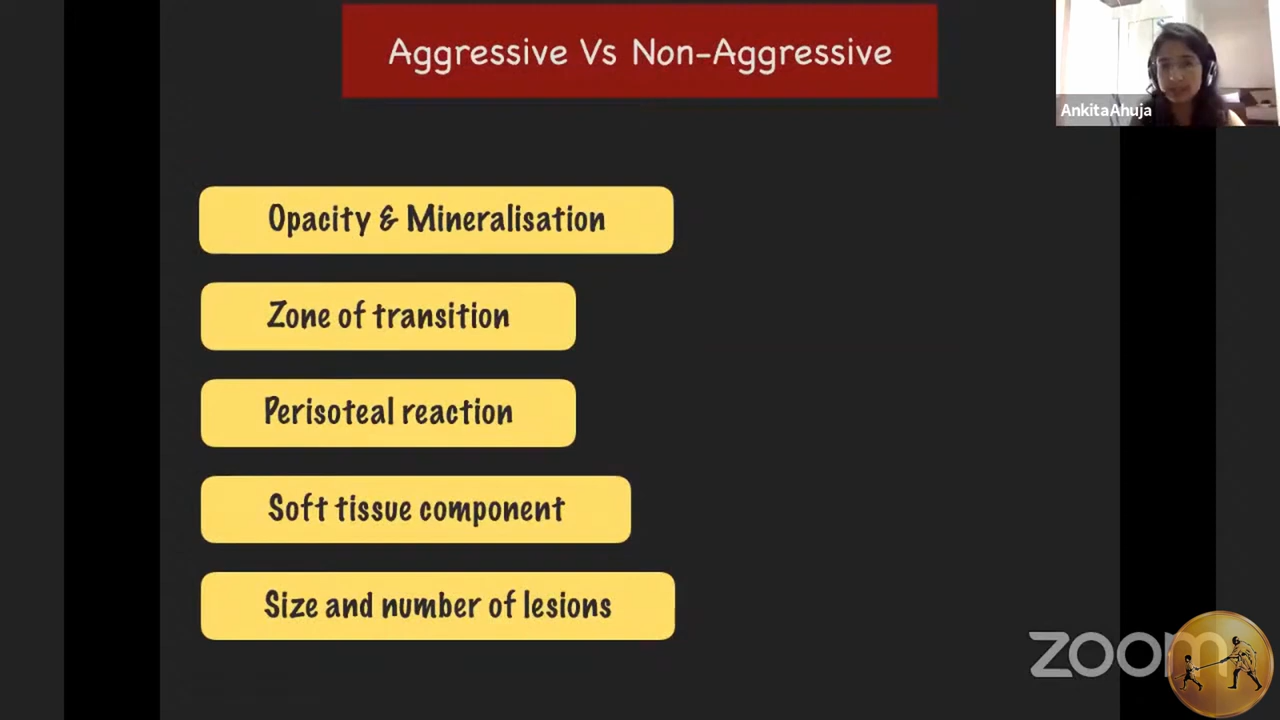 Aggressive Vs Non-Aggressive
AnkitaAhuja
Opacity & Mineralisation
Zone of transition
Perisoteal reaction
Soft tissue component
Size and number of lesions
zoom